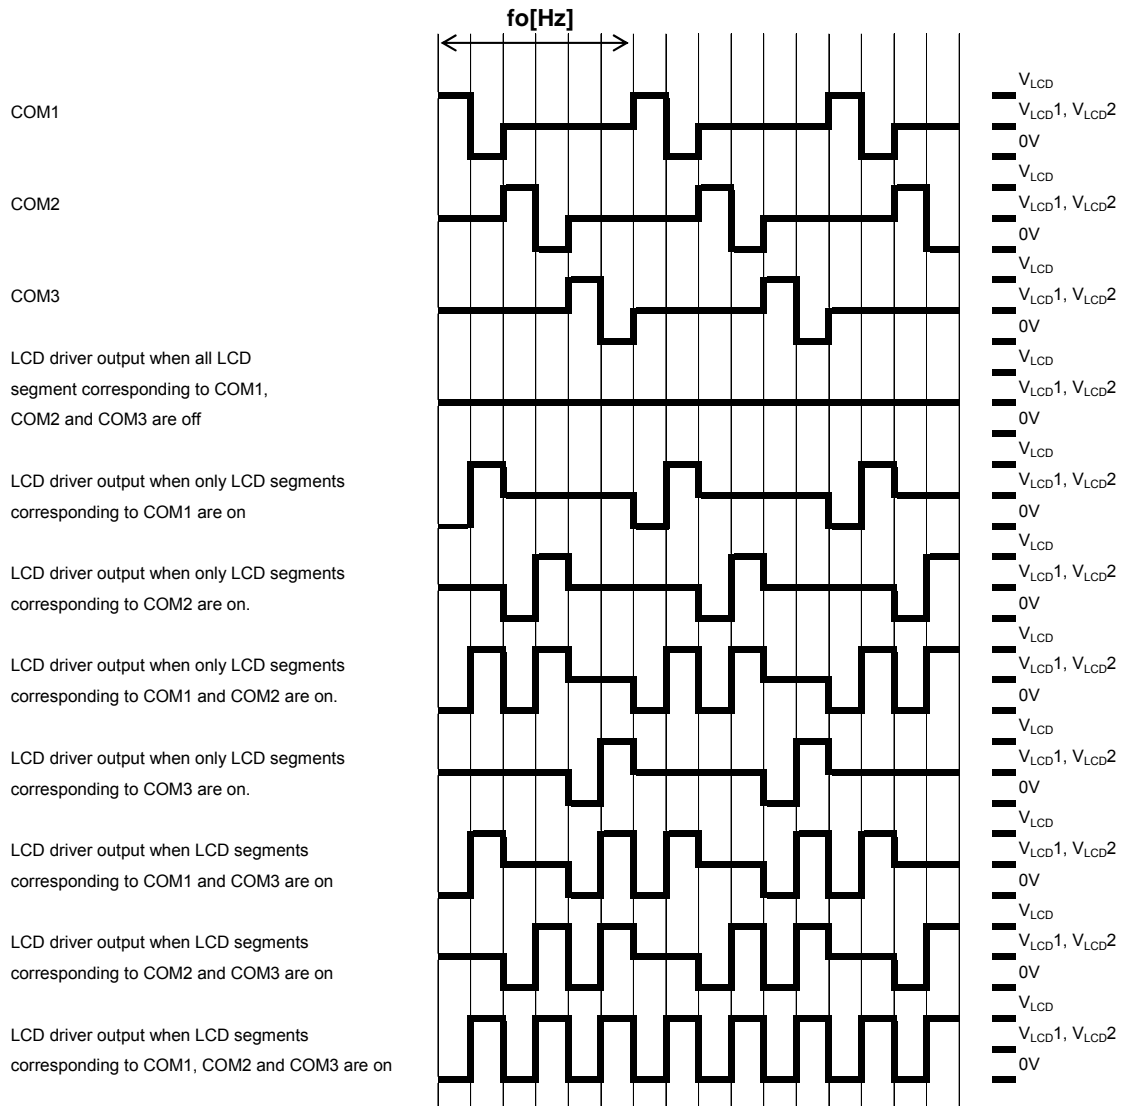 fo[Hz]
COM1
VLCD
VLCD1, VLCD2
0V
COM2
VLCD
VLCD1, VLCD2
0V
COM3
VLCD
VLCD1, VLCD2
0V
LCD driver output when all LCD
segment corresponding to COM1,
COM2 and COM3 are off
VLCD
VLCD1, VLCD2
0V
LCD driver output when only LCD segments
corresponding to COM1 are on
VLCD
VLCD1, VLCD2
0V
LCD driver output when only LCD segments
corresponding to COM2 are on.
VLCD
VLCD1, VLCD2
0V
LCD driver output when only LCD segments
corresponding to COM1 and COM2 are on.
VLCD
VLCD1, VLCD2
0V
LCD driver output when only LCD segments
corresponding to COM3 are on.
VLCD
VLCD1, VLCD2
0V
LCD driver output when LCD segments
corresponding to COM1 and COM3 are on
VLCD
VLCD1, VLCD2
0V
LCD driver output when LCD segments
corresponding to COM2 and COM3 are on
VLCD
VLCD1, VLCD2
0V
LCD driver output when LCD segments
corresponding to COM1, COM2 and COM3 are on
VLCD
VLCD1, VLCD2
0V